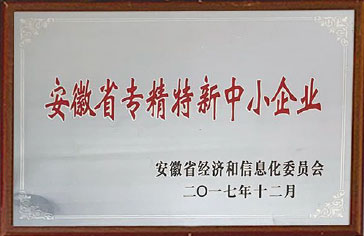 安徽省专精特新中小企业
安徽省经济和信息化委员会
二〇一七年十二月